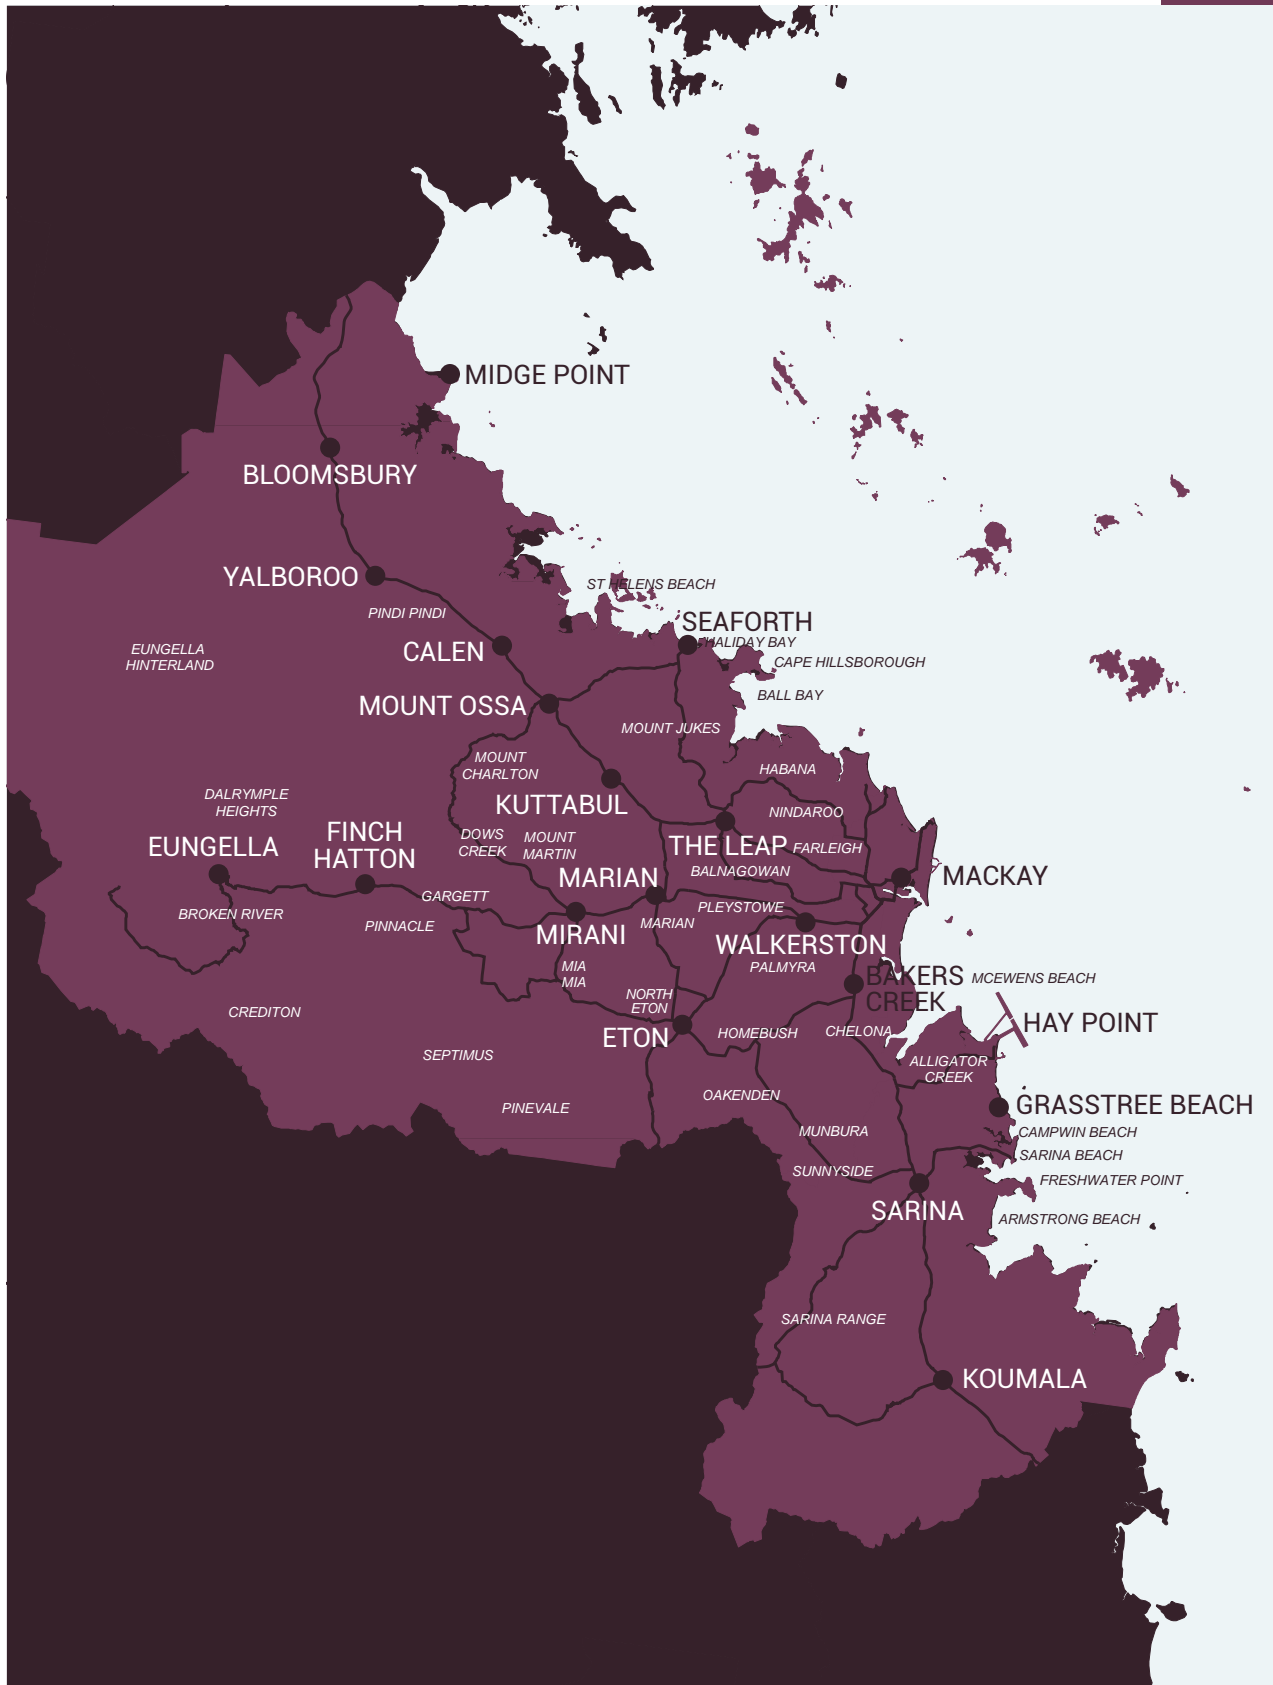 MIDGE POINT
BLOOMSBURY
YALBOROO
ST HELENS BEACH
PINDI PINDI
SEAFORTH
HALIDAY BAY
CALEN
EUNGELLA
HINTERLAND
CAPE HILLSBOROUGH
BALL BAY
MOUNT OSSA
MOUNT JUKES
MOUNT
CHARLTON
HABANA
DALRYMPLE
HEIGHTS
KUTTABUL
NINDAROO
FINCH
HATTON
EUNGELLA
DOWS
CREEK
MOUNT
MARTIN
THE LEAP
FARLEIGH
BALNAGOWAN
MARIAN
MACKAY
GARGETT
PLEYSTOWE
BROKEN RIVER
PINNACLE
MARIAN
MIRANI
WALKERSTON
PALMYRA
MIA
MIA
BAKERS
CREEK
MCEWENS BEACH
NORTH
ETON
CREDITON
HAY POINT
ETON
HOMEBUSH
CHELONA
SEPTIMUS
ALLIGATOR
CREEK
OAKENDEN
PINEVALE
GRASSTREE BEACH
MUNBURA
CAMPWIN BEACH
SARINA BEACH
SUNNYSIDE
FRESHWATER POINT
SARINA
ARMSTRONG BEACH
SARINA RANGE
KOUMALA